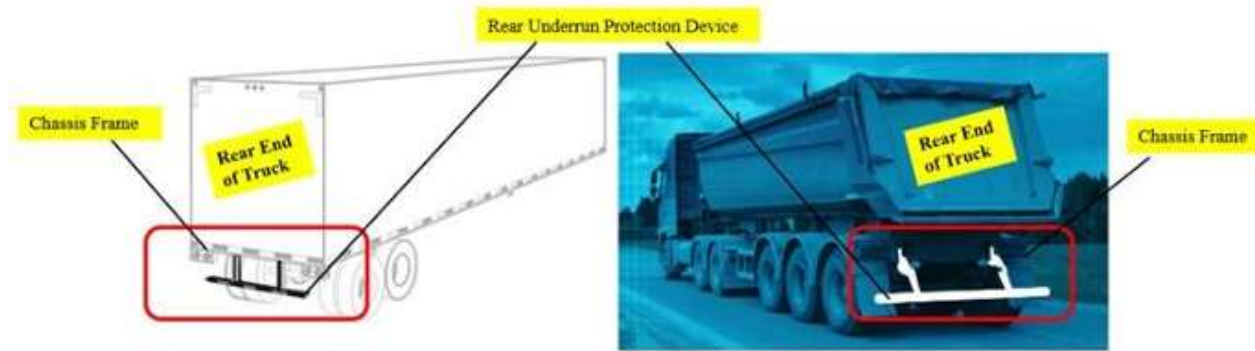 Rear Underrun Protection Device
Chassis Frame
Rear End
of Truck
Rear End
of Truck
Chassis Frame